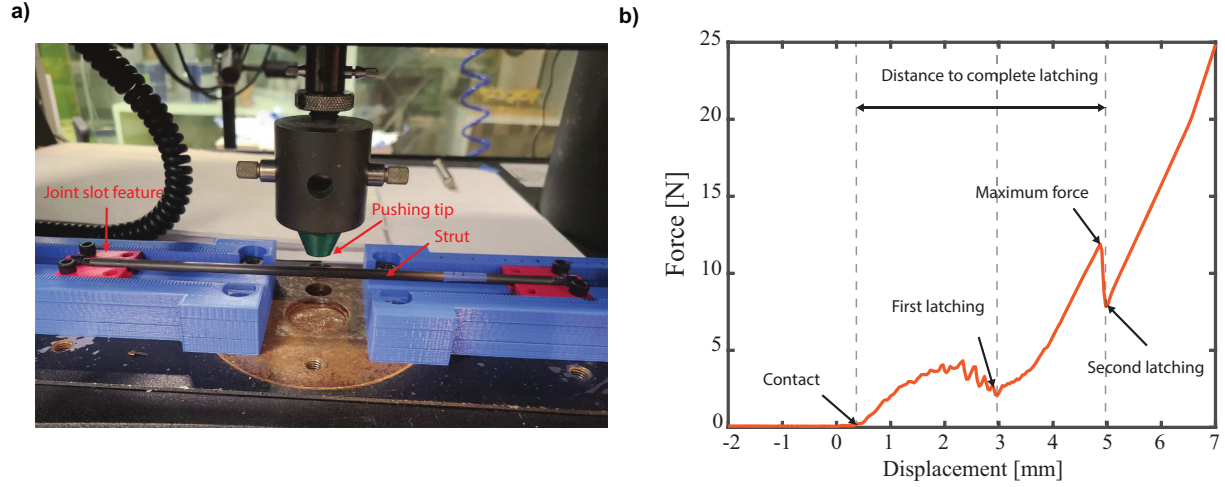 a)
Joint slot feature
Pushing tip
Strut
b)
25
20
15
10
5
0
Force [N]
Distance to complete latching
Maximum force
First latching
Second latching
Contact
-2 -1 0 1 2 3 4 5 6 7
Displacement [mm]